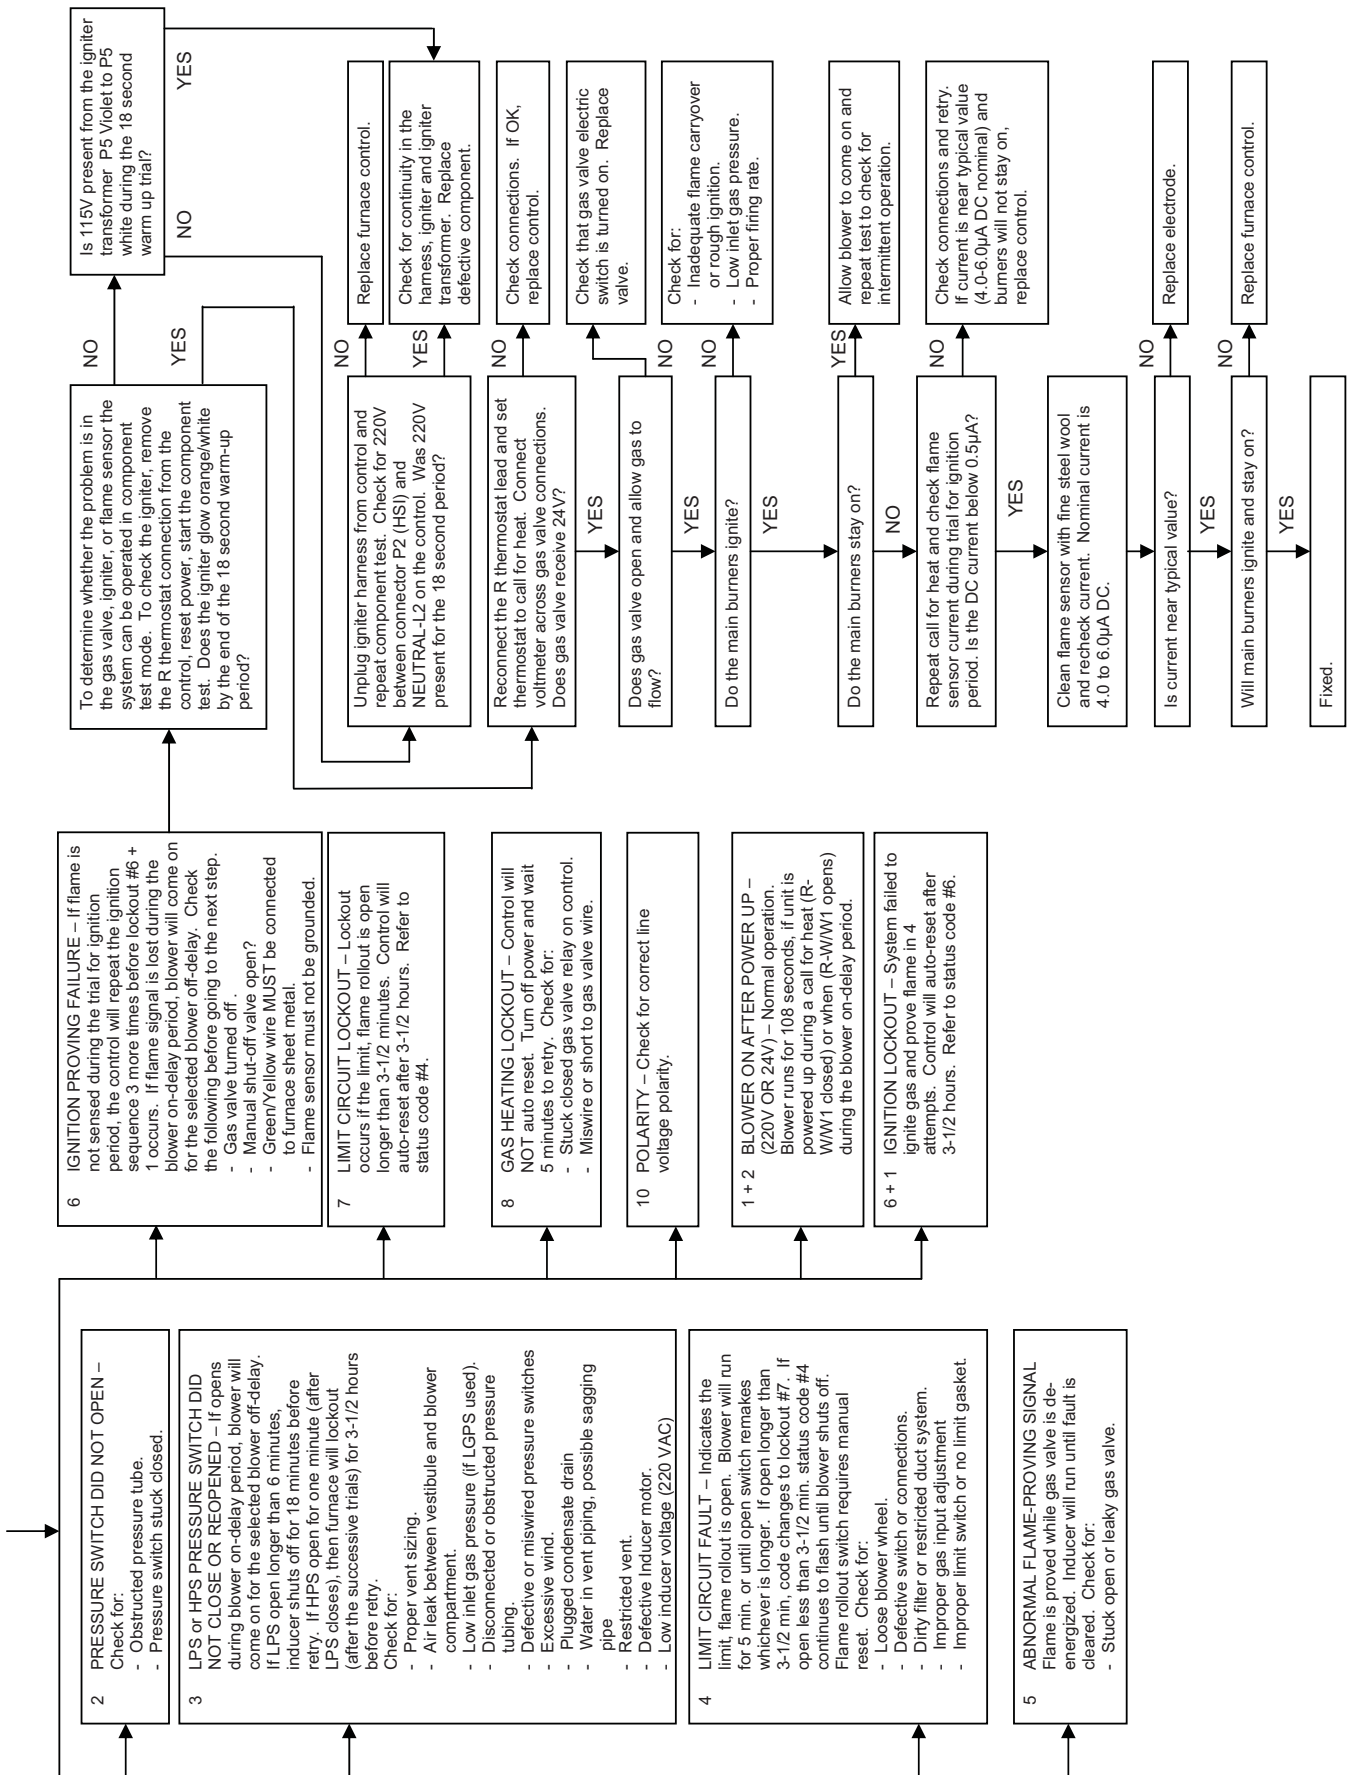 2 PRESSURE SWITCH DID NOT OPEN –
Check for:
- Obstructed pressure tube.
- Pressure switch stuck closed.
3 LPS or HPS PRESSURE SWITCH DID
NOT CLOSE OR REOPENED – If opens
during blower on-delay period, blower will
come on for the selected blower off-delay.
If LPS open longer than 6 minutes,
inducer shuts off for 18 minutes before
retry. If HPS open for one minute (after
LPS closes), then furnace will lockout
(after the successive trials) for 3-1/2 hours
before retry.
Check for:
- Proper vent sizing.
- Air leak between vestibule and blower
compartment.
- Low inlet gas pressure (if LGPS used).
- Disconnected or obstructed pressure
tubing.
- Defective or miswired pressure switches
- Excessive wind.
- Plugged condensate drain
- Water in vent piping, possible sagging
pipe
- Restricted vent.
- Defective Inducer motor.
- Low inducer voltage (220 VAC)
4 LIMIT CIRCUIT FAULT – Indicates the
limit, flame rollout is open. Blower will run
for 5 min. or until open switch remakes
whichever is longer. If open longer than
3-1/2 min, code changes to lockout #7. If
open less than 3-1/2 min. status code #4
continues to flash until blower shuts off.
Flame rollout switch requires manual
reset. Check for:
- Loose blower wheel.
- Defective switch or connections.
- Dirty filter or restricted duct system.
- Improper gas input adjustment
- Improper limit switch or no limit gasket.
5 ABNORMAL FLAME-PROVING SIGNAL
Flame is proved while gas valve is de-
energized. Inducer will run until fault is
cleared. Check for:
- Stuck open or leaky gas valve.
6 IGNITION PROVING FAILURE – If flame is
not sensed during the trial for ignition
period, the control will repeat the ignition
sequence 3 more times before lockout #6 +
1 occurs. If flame signal is lost during the
blower on-delay period, blower will come on
for the selected blower off-delay. Check
the following before going to the next step.
- Gas valve turned off .
- Manual shut-off valve open?
- Green/Yellow wire MUST be connected
to furnace sheet metal.
- Flame sensor must not be grounded.
7 LIMIT CIRCUIT LOCKOUT – Lockout
occurs if the limit, flame rollout is open
longer than 3-1/2 minutes. Control will
auto-reset after 3-1/2 hours. Refer to
status code #4.
8 GAS HEATING LOCKOUT – Control will
NOT auto reset. Turn off power and wait
5 minutes to retry. Check for:
- Stuck closed gas valve relay on control.
- Miswire or short to gas valve wire.
10 POLARITY – Check for correct line
voltage polarity.
1 + 2 BLOWER ON AFTER POWER UP –
(220V OR 24V) – Normal operation.
Blower runs for 108 seconds, if unit is
powered up during a call for heat (R-
W/W1 closed) or when (R-W/W1 opens)
during the blower on-delay period.
6 + 1 IGNITION LOCKOUT – System failed to
ignite gas and prove flame in 4
attempts. Control will auto-reset after
3-1/2 hours. Refer to status code #6.
To determine whether the problem is in
the gas valve, igniter, or flame sensor the
system can be operated in component
test mode. To check the igniter, remove
the R thermostat connection from the
control, reset power, start the component
test. Does the igniter glow orange/white
by the end of the 18 second warm-up
period?
NO
YES
Is 115V present from the igniter
transformer P5 Violet to P5
white during the 18 second
warm up trial?
NO
YES
Unplug igniter harness from control and
repeat component test. Check for 220V
between connector P2 (HSI) and
NEUTRAL-L2 on the control. Was 220V
present for the 18 second period?
NO
Replace furnace control.
YES
Check for continuity in the
harness, igniter and igniter
transformer. Replace
defective component.
Reconnect the R thermostat lead and set
thermostat to call for heat. Connect
voltmeter across gas valve connections.
Does gas valve receive 24V?
NO
Check connections. If OK,
replace control.
YES
Does gas valve open and allow gas to
flow?
NO
Check that gas valve electric
switch is turned on. Replace
valve.
YES
Do the main burners ignite?
NO
Check for:
- Inadequate flame carryover
or rough ignition.
- Low inlet gas pressure.
- Proper firing rate.
YES
Do the main burners stay on?
YES
Allow blower to come on and
repeat test to check for
intermittent operation.
NO
Repeat call for heat and check flame
sensor current during trial for ignition
period. Is the DC current below 0.5µA?
NO
Check connections and retry.
If current is near typical value
(4.0-6.0µA DC nominal) and
burners will not stay on,
replace control.
YES
Clean flame sensor with fine steel wool
and recheck current. Nominal current is
4.0 to 6.0µA DC.
Is current near typical value?
NO
Replace electrode.
YES
Will main burners ignite and stay on?
NO
Replace furnace control.
YES
Fixed.